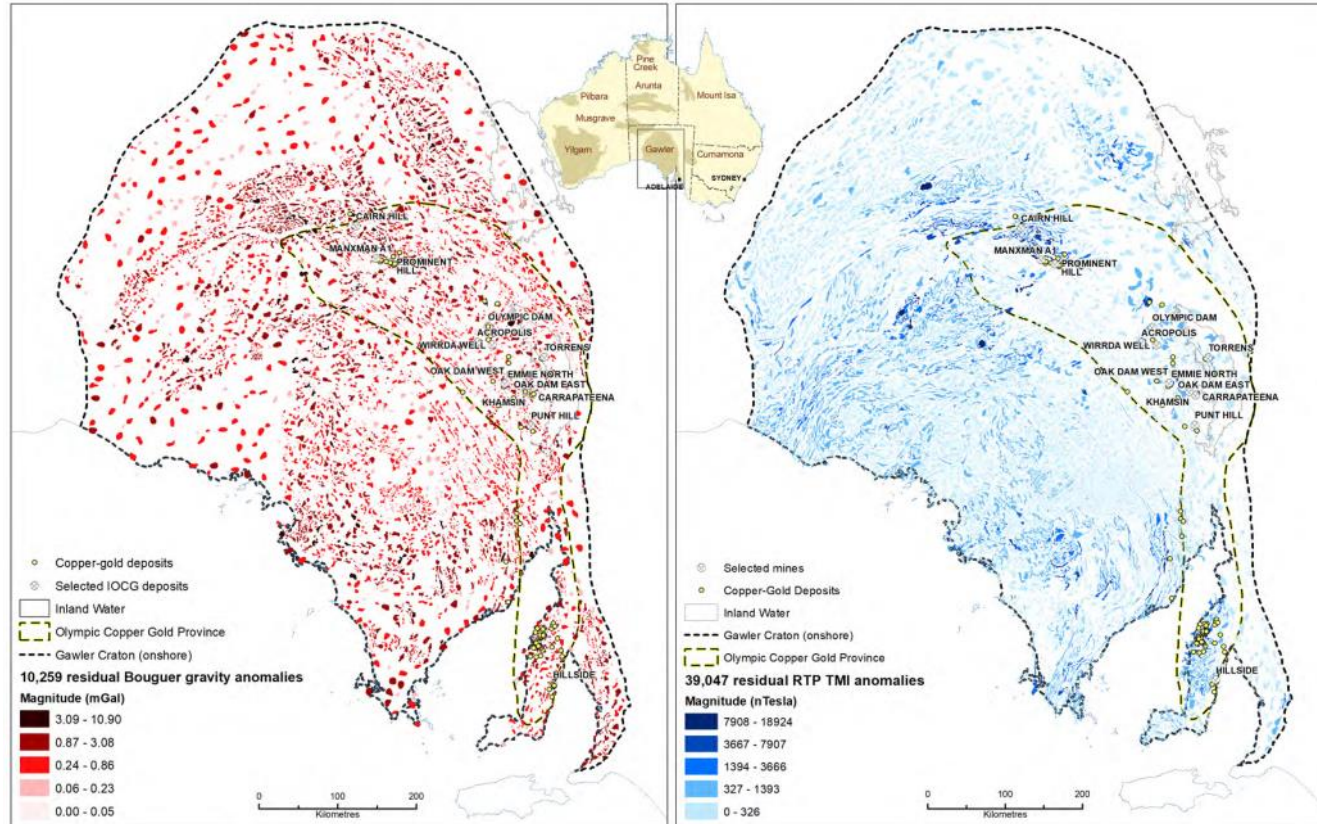 CAIRN HILL
MANXMAN A1
PROMINENT
HILL
OLYMPIC DAM
ACROPOLIS
WIRRDA WELL
TORRENS
OAK DAM WEST
EMMIE NORTH
OAK DAM EAST
CARRAPATEENA
KHAMSIN
PUNT HILL
HILLSIDE
Copper-gold deposits
Selected IOCG deposits
Inland Water
Olympic Copper Gold Province
Gawler Craton (onshore)
10,259 residual Bouguer gravity anomalies
Magnitude (mGal)
3.09 - 10.90
0.87 - 3.08
0.24 - 0.86
0.06 - 0.23
0.00 - 0.05
0 100 200
Kilometres
Pine
Creek
Arunta
Pilbara
Mount Isa
Musgrave
Yilgarn
Gawler
Curnamona
SYDNEY
ADELAIDE
CAIRN HILL
MANXMAN A1
PROMINENT
HILL
OLYMPIC DAM
ACROPOLIS
WIRRDA WELL
TORRENS
OAK DAM WEST
EMMIE NORTH
OAK DAM EAST
CARRAPATEENA
KHAMSIN
PUNT HILL
HILLSIDE
Selected mines
Copper-Gold Deposits
Inland Water
Gawler Craton (onshore)
Olympic Copper Gold Province
39,047 residual RTP TMI anomalies
Magnitude (nTesla)
7908 - 18924
3667 - 7907
1394 - 3666
327 - 1393
0 - 326
0 100 200
Kilometres